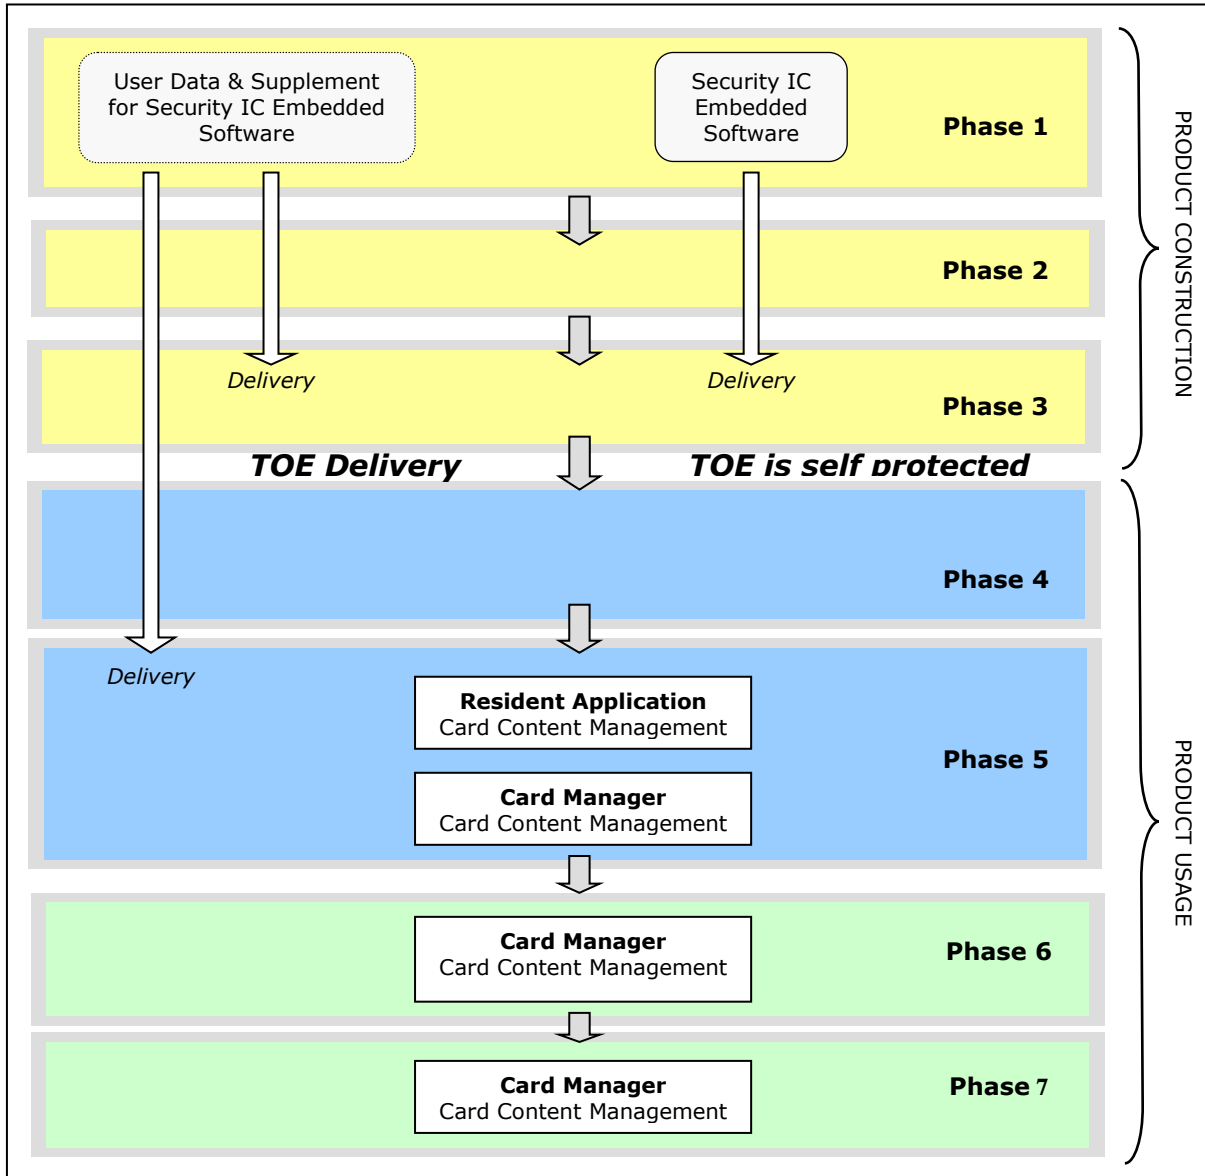 User Data & Supplement
for Security IC Embedded
Software
Security IC
Embedded
Software
Phase 1
PRODUCT CONSTRUCTION
Phase 2
Delivery
Delivery
Phase 3
TOE Delivery
TOE is self protected
Phase 4
Delivery
Resident Application
Card Content Management
Phase 5
Card Manager
Card Content Management
PRODUCT USAGE
Card Manager
Card Content Management
Phase 6
Card Manager
Card Content Management
Phase 7